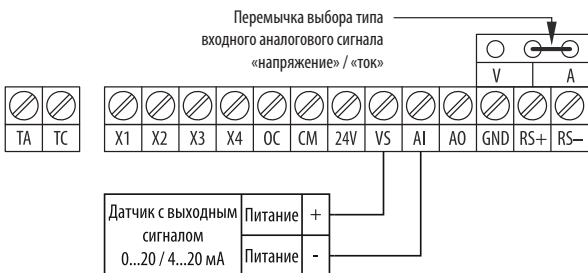 Перемычка выбора типа
входного аналогового сигнала
«напряжение» / «ток»
V A
TA TC X1 X2 X3 X4 OC CM 24V VS AI AO GND RS+ RS−
Датчик с выходным
сигналом
0...20 / 4...20 мА
Питание +
Питание -